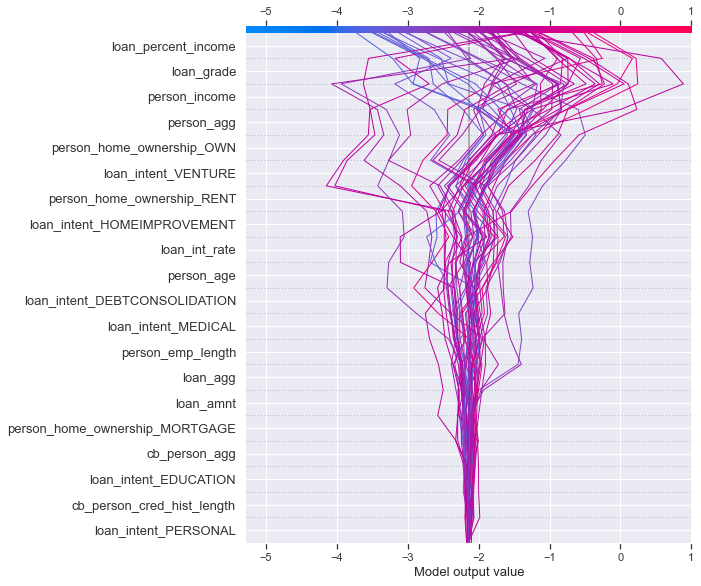 −5 −4 −3 −2 −1 0 1
loan_percent_income
loan_grade
person_income
person_agg
person_home_ownership_OWN
loan_intent_VENTURE
person_home_ownership_RENT
loan_intent_HOMEIMPROVEMENT
loan_int_rate
person_age
loan_intent_DEBTCONSOLIDATION
loan_intent_MEDICAL
person_emp_length
loan_agg
loan_amnt
person_home_ownership_MORTGAGE
cb_person_agg
loan_intent_EDUCATION
cb_person_cred_hist_length
loan_intent_PERSONAL
−5 −4 −3 −2 −1 0 1
Model output value